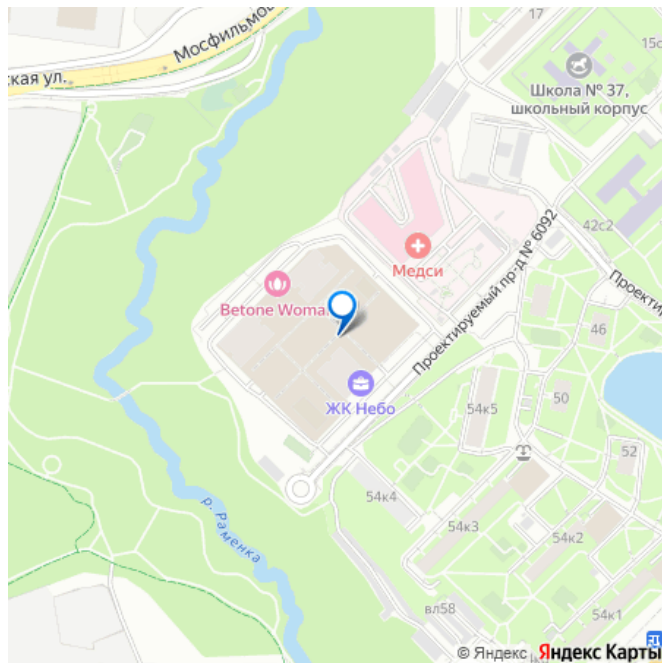 Мосфильмов
ская ул.
17
15с
Школа № 37,
школьный корпус
42с2
Проектируемый пр-д № 6092
Проекти
Медси
Betone Woma
46
ЖК Небо
50
54к5
52
54к4
54к3
54к2
р. Раменка
вл58
54к1
© Яндекс Яндекс Карты